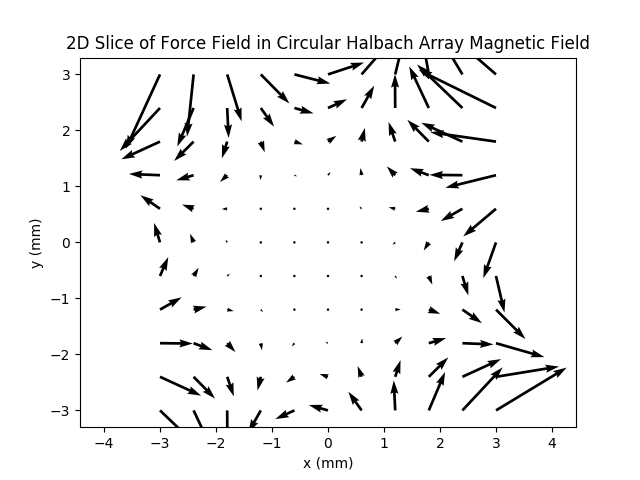 2D Slice of Force Field in Circular Halbach Array Magnetic Field
3
2
1
0
−1
−2
−3
y (mm)
−4 −3 −2 −1 0 1 2 3 4
x (mm)